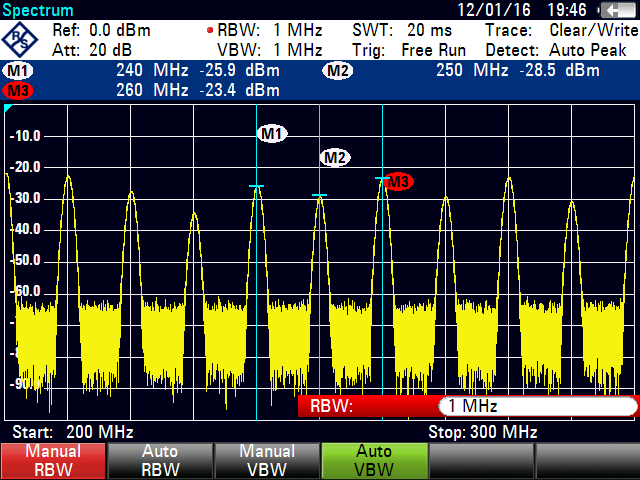 Spectrum 12/01/16 19:46
Ref: 0.0 dBm RBW: 1 MHz SWT: 20 ms Trace: Clear/Write
Att: 20 dB VBW: 1 MHz Trig: Free Run Detect: Auto Peak
M1 240 MHz -25.9 dBm M2 250 MHz -28.5 dBm
M3 260 MHz -23.4 dBm
-10.0
M1
M2
-20.0
M3
-30.0
-40.0
-50.0
60.0
-90
RBW: 1 MHz
Start: 200 MHz Stop: 300 MHz
Manual RBW
Auto RBW
Manual VBW
Auto VBW